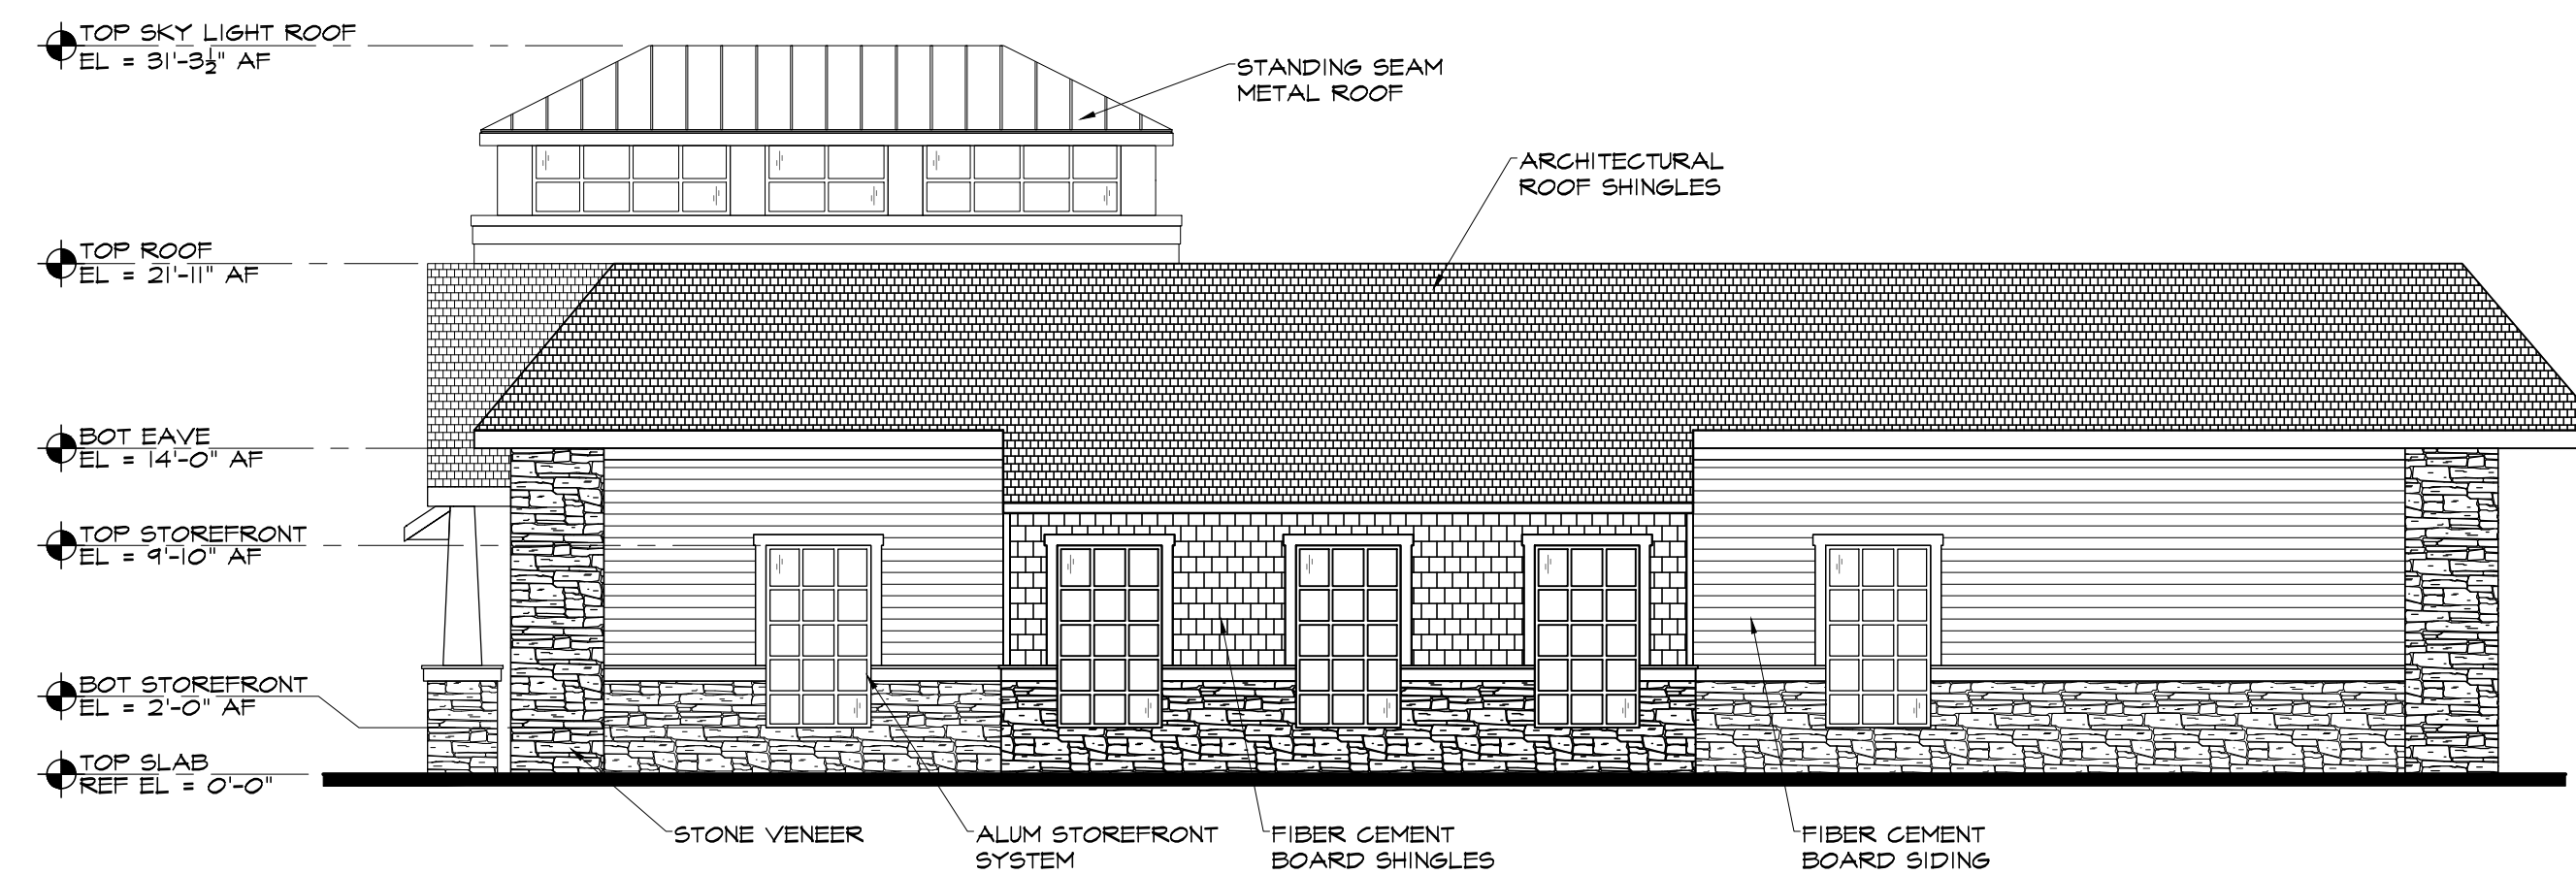 TOP SKY LIGHT ROOF
EL = 31'-3½" AF
STANDING SEAM
METAL ROOF
ARCHITECTURAL
ROOF SHINGLES
TOP ROOF
EL = 21'-11" AF
BOT EAVE
EL = 14'-0" AF
TOP STOREFRONT
EL = 9'-10" AF
BOT STOREFRONT
EL = 2'-0" AF
TOP SLAB
REF EL = 0'-0"
STONE VENEER
ALUM STOREFRONT
SYSTEM
FIBER CEMENT
BOARD SHINGLES
FIBER CEMENT
BOARD SIDING